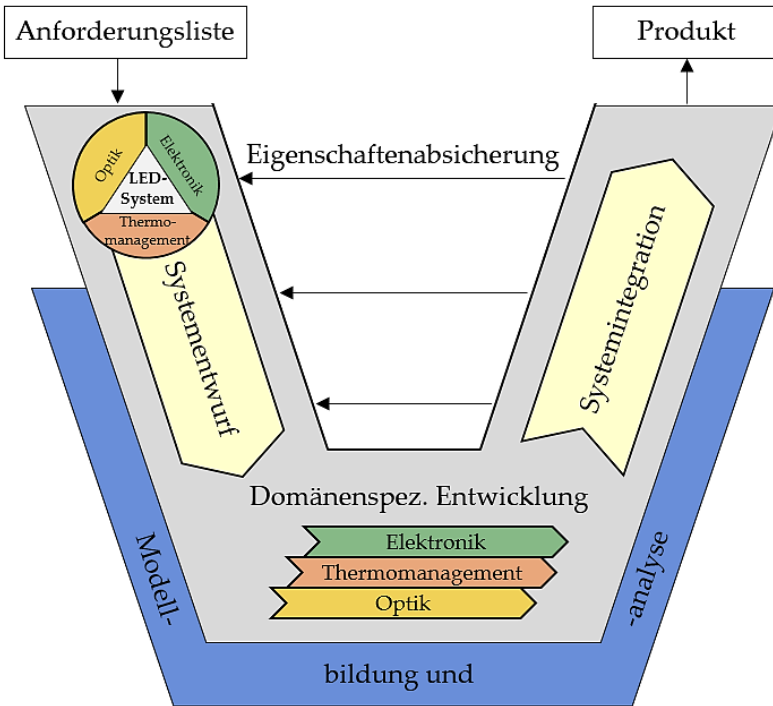 Anforderungsliste
Produkt
Optik
Elektronik
LED-
System
Thermo-
management
Eigenschaftenabsicherung
Systementwurf
Systemintegration
Domänenspez. Entwicklung
Elektronik
Thermomanagement
Optik
Modell-
bildung und
-analyse